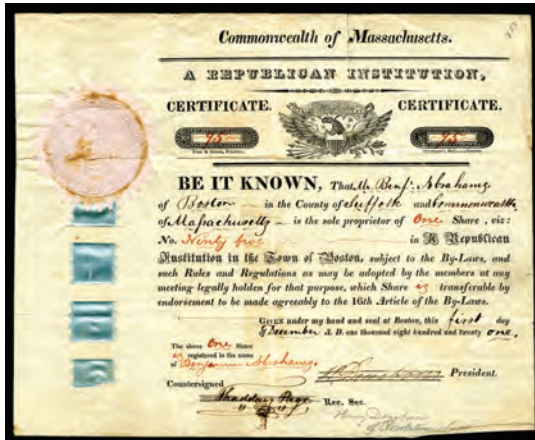 Commonwealth of Massachusetts.
A REPUBLICAN INSTITUTION,
CERTIFICATE. CERTIFICATE.
95 95
BE IT KNOWN, That Mr. Benjn. Abrahams
of Boston in the County of Suffolk and Commonwealth
of Massachusetts is the sole proprietor of One Share, viz:
No. Ninty five in A Republican
Institution in the Town of Boston, subject to the By-Laws, and
such Rules and Regulations as may be adopted by the members at any
meeting legally holden for that purpose, which Share is transferable by
endorsement to be made agreeably to the 16th Article of the By-Laws.
GIVEN under my hand and seal at Boston, this first day
of December A. D. one thousand eight hundred and twenty one.
The above One Share
is registered in the name
of Benjamin Abrahams.
President.
Countersigned
Thaddeus Page Rec. Sec.